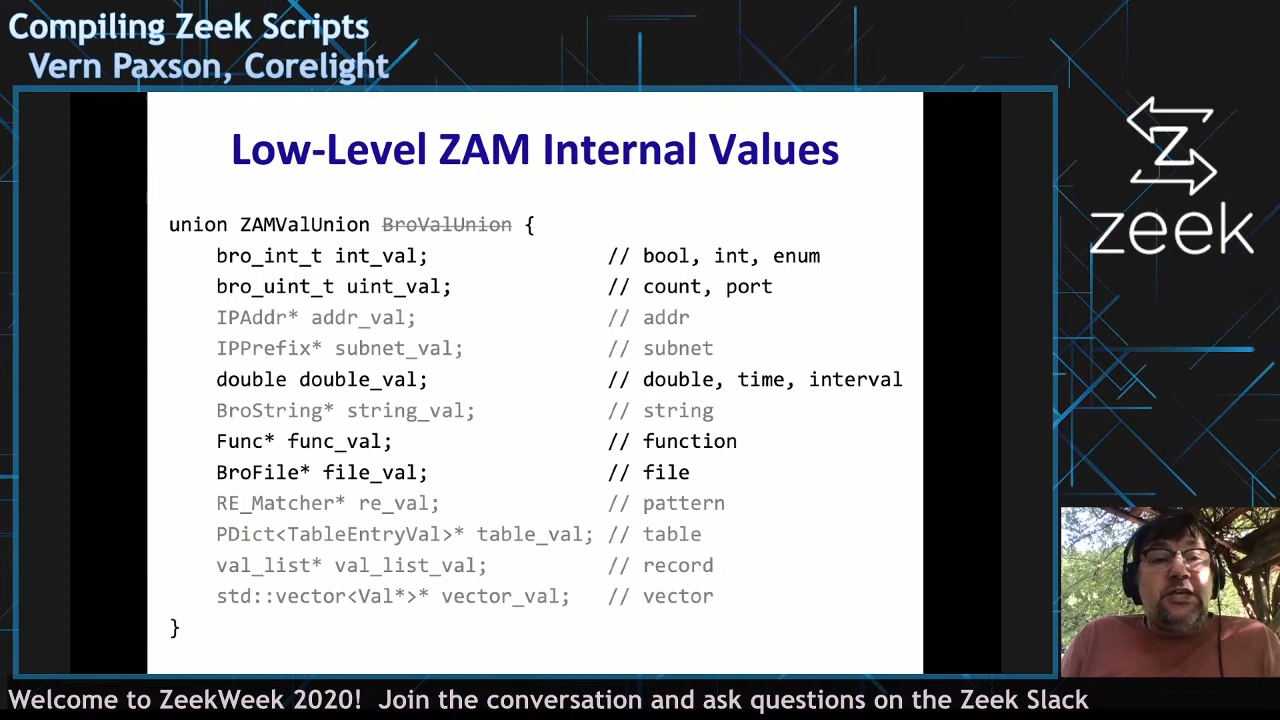 Compiling Zeek Scripts
Vern Paxson, Corelight
Low-Level ZAM Internal Values
union ZAMValUnion BroValUnion {
bro_int_t int_val; // bool, int, enum
bro_uint_t uint_val; // count, port
IPAddr* addr_val; // addr
IPPrefix* subnet_val; // subnet
double double_val; // double, time, interval
BroString* string_val; // string
Func* func_val; // function
BroFile* file_val; // file
RE_Matcher* re_val; // pattern
PDict<TableEntryVal>* table_val; // table
val_list* val_list_val; // record
std::vector<Val*>* vector_val; // vector
}
Z
zeek
Welcome to ZeekWeek 2020! Join the conversation and ask questions on the Zeek Slack